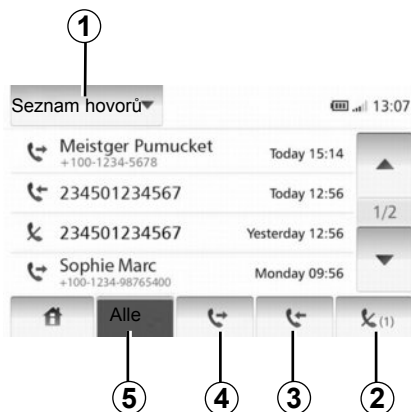 1
Seznam hovorů
13:07
Meistger Pumucket
+100-1234-5678
Today 15:14
234501234567
Today 12:56
1/2
234501234567
Yesterday 12:56
Sophie Marc
+100-1234-98765400
Monday 09:56
Alle
(1)
5
4
3
2